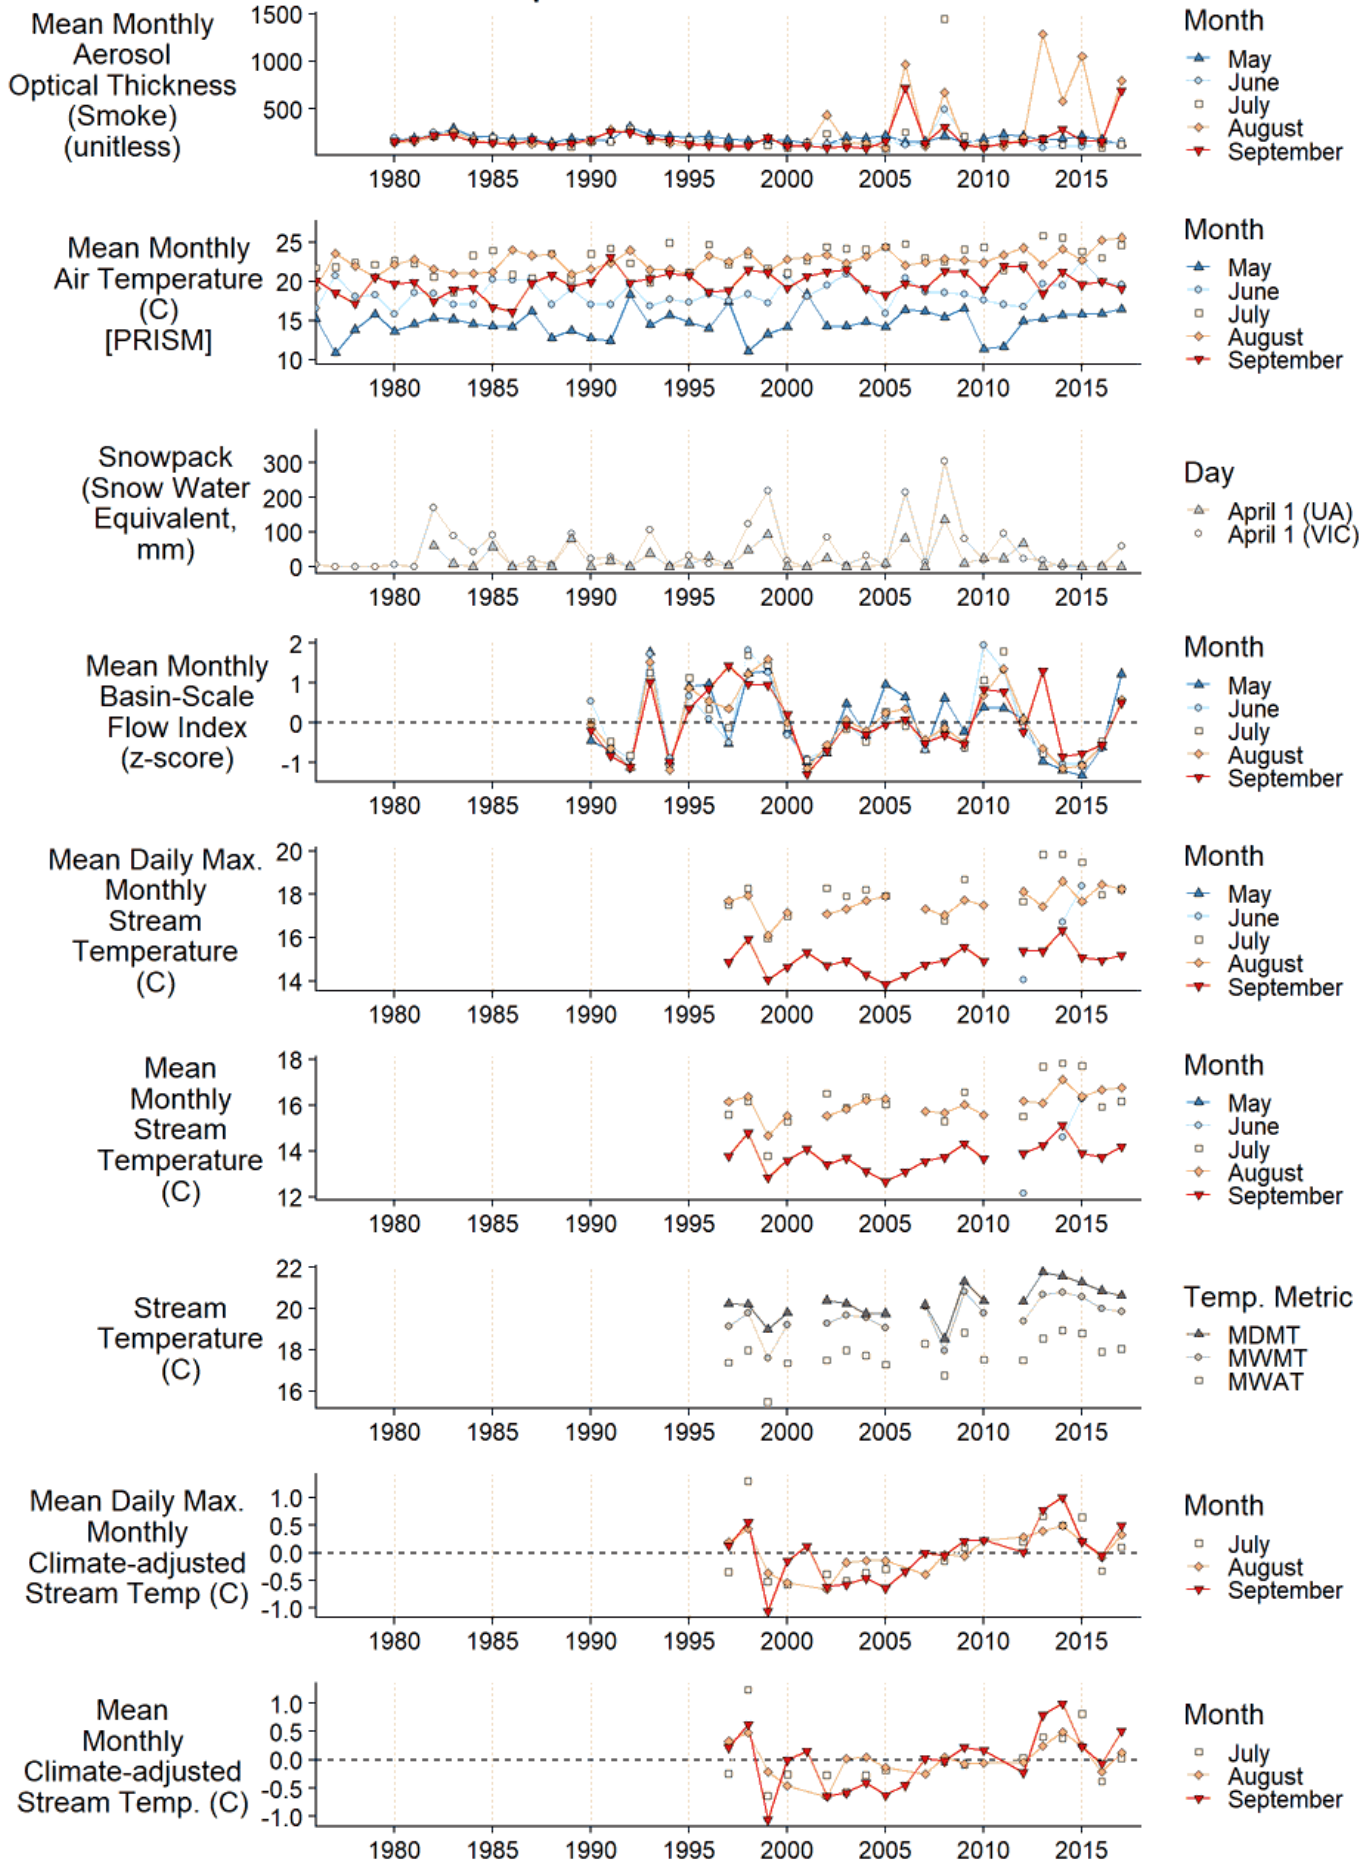 Mean Monthly
Aerosol
Optical Thickness
(Smoke)
(unitless)
1500
1000
500
1980 1985 1990 1995 2000 2005 2010 2015
Month
May
June
July
August
September
Mean Monthly
Air Temperature
(C)
[PRISM]
25
20
15
10
1980 1985 1990 1995 2000 2005 2010 2015
Month
May
June
July
August
September
Snowpack
(Snow Water
Equivalent,
mm)
300
200
100
0
1980 1985 1990 1995 2000 2005 2010 2015
Day
April 1 (UA)
April 1 (VIC)
Mean Monthly
Basin-Scale
Flow Index
(z-score)
2
1
0
-1
1980 1985 1990 1995 2000 2005 2010 2015
Month
May
June
July
August
September
Mean Daily Max.
Monthly
Stream
Temperature
(C)
20
18
16
14
1980 1985 1990 1995 2000 2005 2010 2015
Month
May
June
July
August
September
Mean
Monthly
Stream
Temperature
(C)
18
16
14
12
1980 1985 1990 1995 2000 2005 2010 2015
Month
May
June
July
August
September
Stream
Temperature
(C)
22
20
18
16
1980 1985 1990 1995 2000 2005 2010 2015
Temp. Metric
MDMT
MWMT
MWAT
Mean Daily Max.
Monthly
Climate-adjusted
Stream Temp (C)
1.0
0.5
0.0
-0.5
-1.0
1980 1985 1990 1995 2000 2005 2010 2015
Month
July
August
September
Mean
Monthly
Climate-adjusted
Stream Temp. (C)
1.0
0.5
0.0
-0.5
-1.0
1980 1985 1990 1995 2000 2005 2010 2015
Month
July
August
September